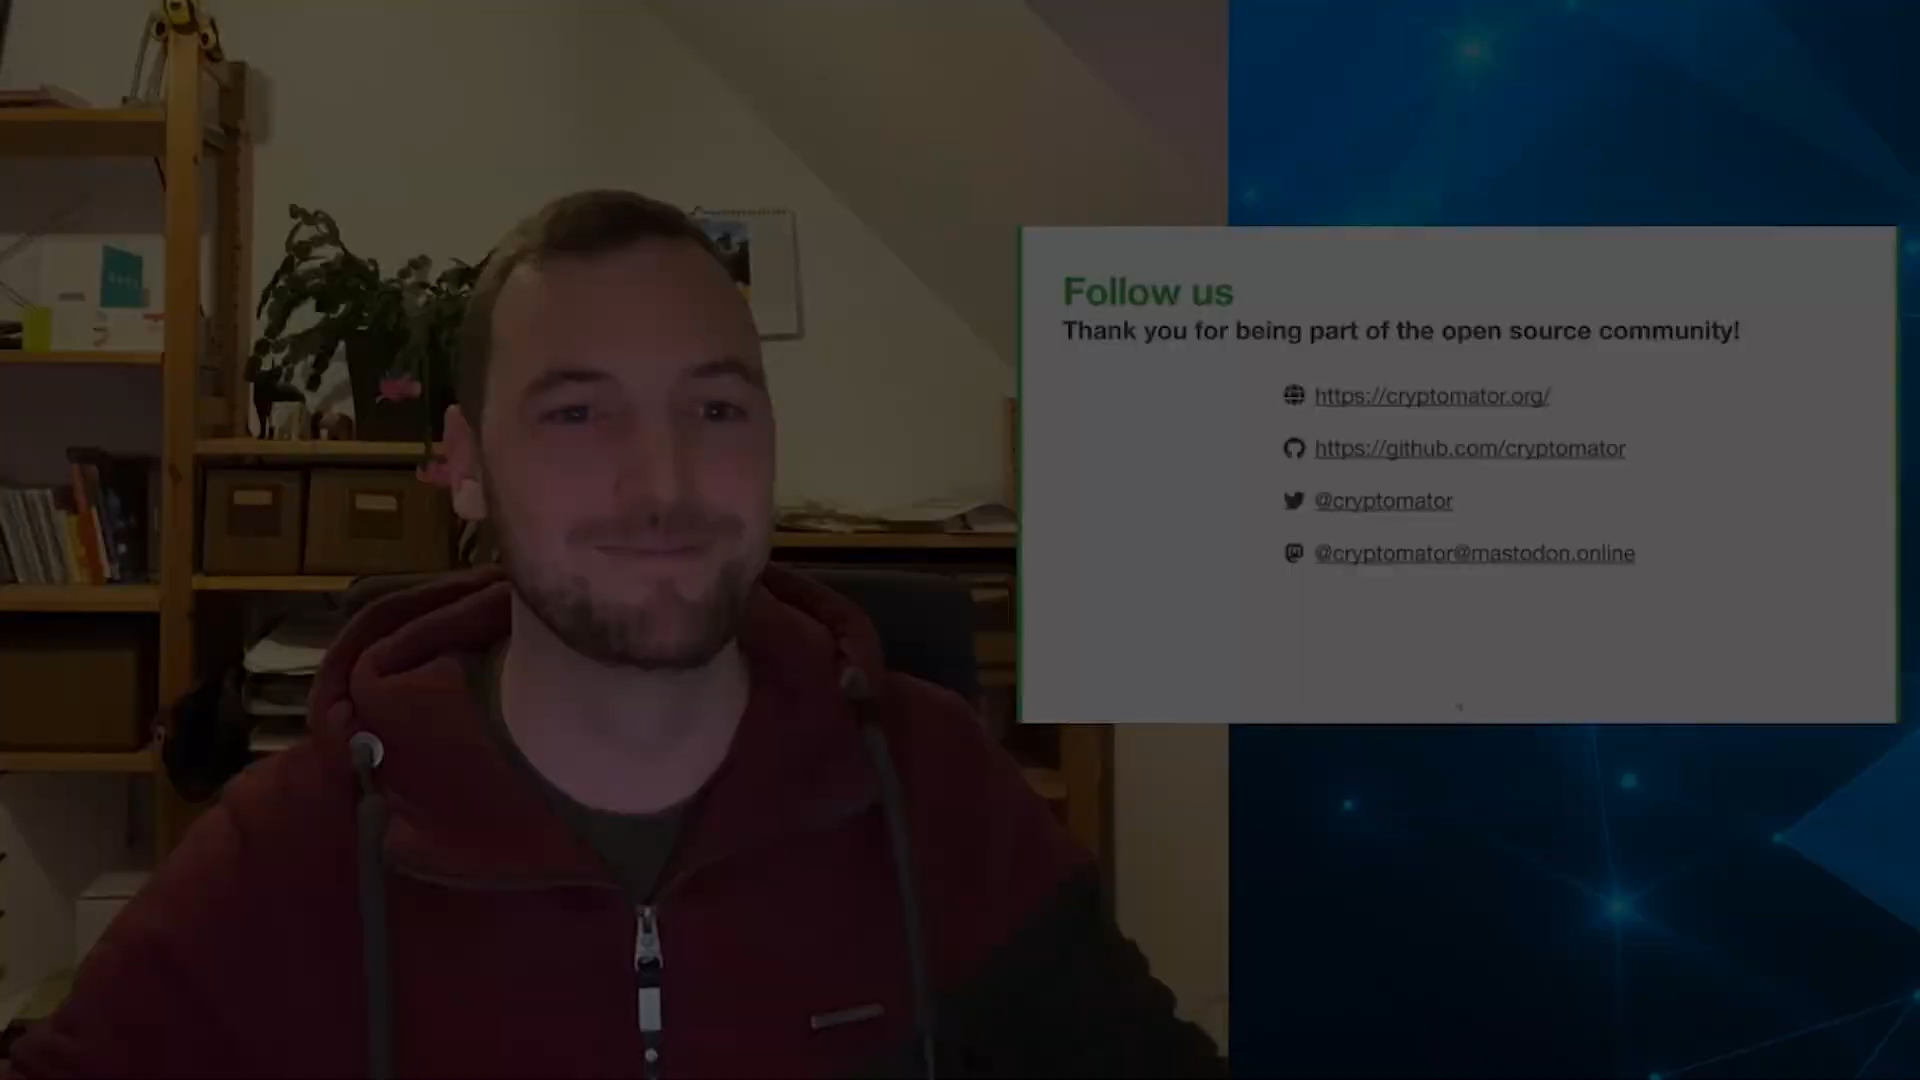 Follow us
Thank you for being part of the open source community!
https://cryptomator.org/
https://github.com/cryptomator
@cryptomator
@cryptomator@mastodon.online